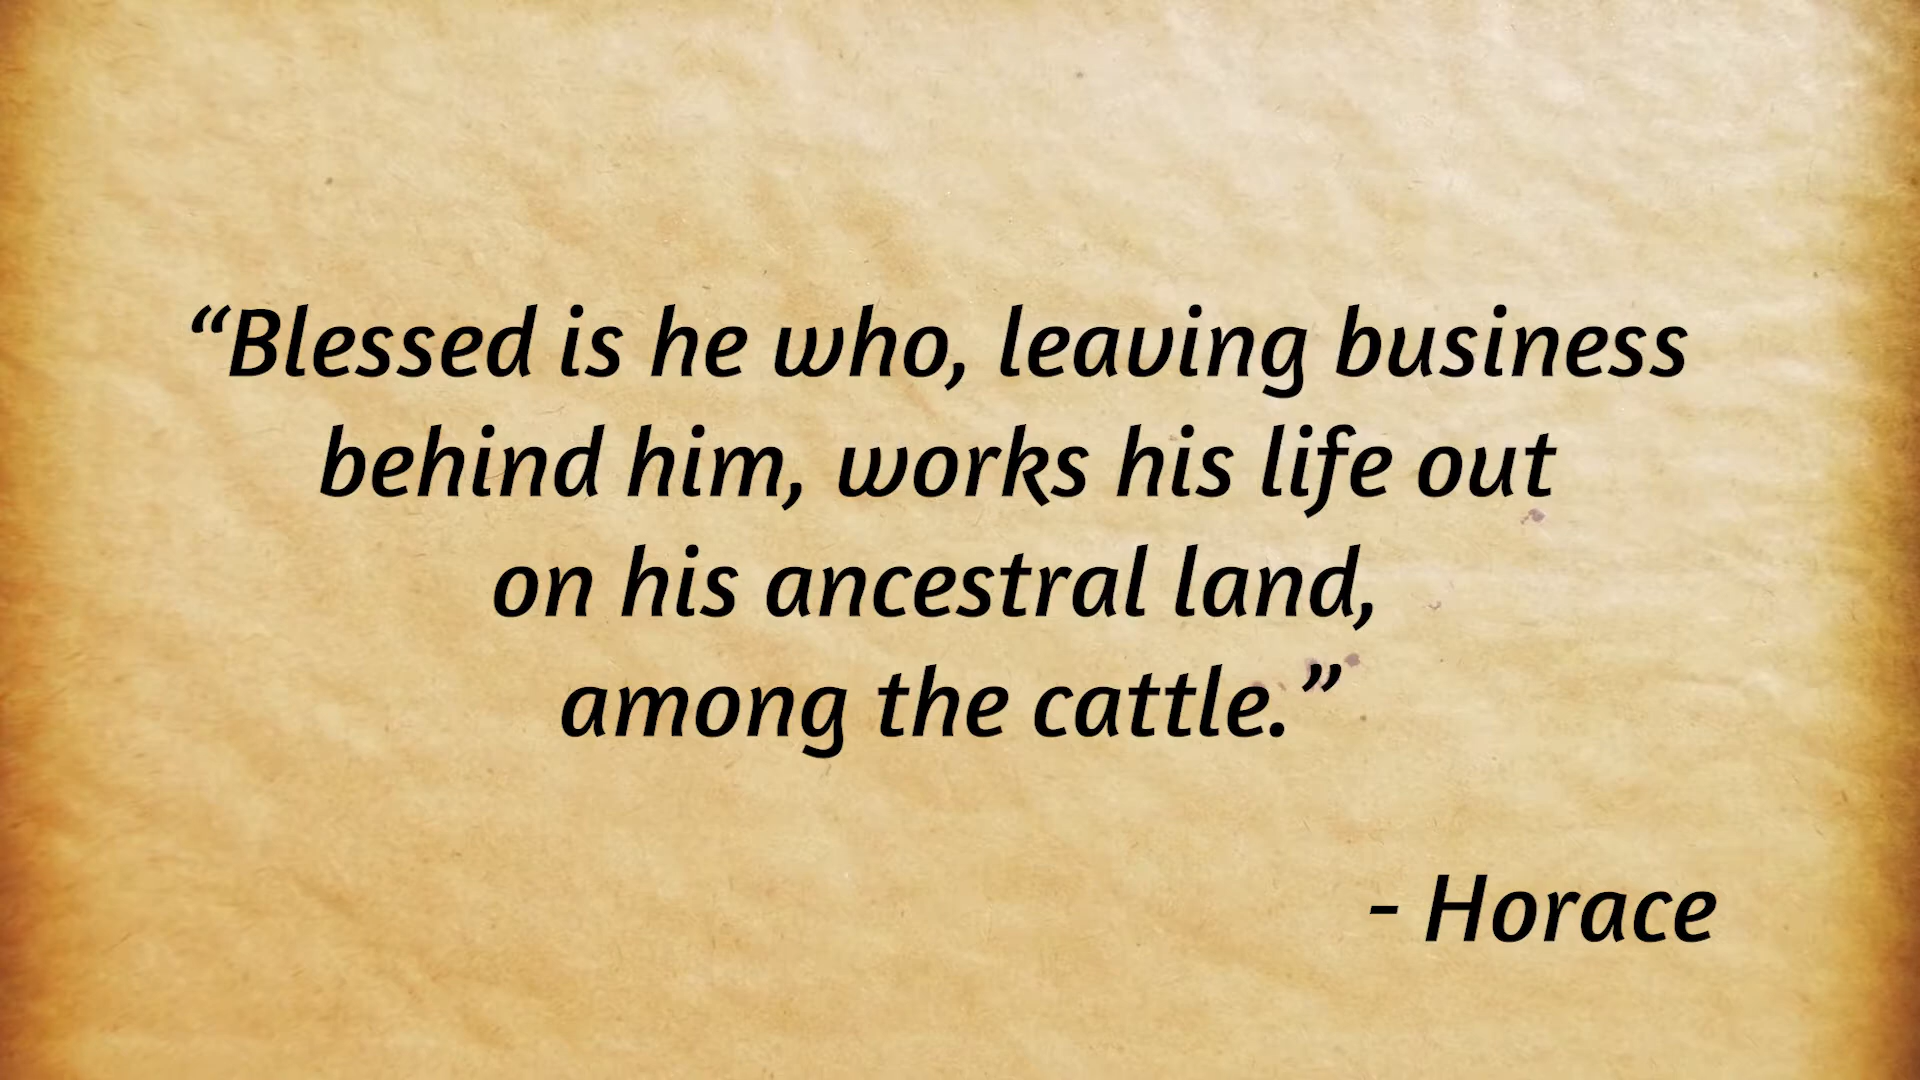 “Blessed is he who, leaving business
behind him, works his life out
on his ancestral land,
among the cattle.”
- Horace